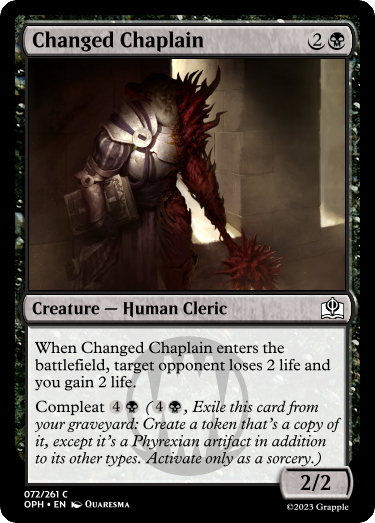 Changed Chaplain 2
Creature — Human Cleric
When Changed Chaplain enters the
battlefield, target opponent loses 2 life and
you gain 2 life.
Compleat 4 (4, Exile this card from
your graveyard: Create a token that's a copy of
it, except it's a Phyrexian artifact in addition
to its other types. Activate only as a sorcery.)
2/2
072/261 C
OPH • EN Quaresma
©2023 Grapple